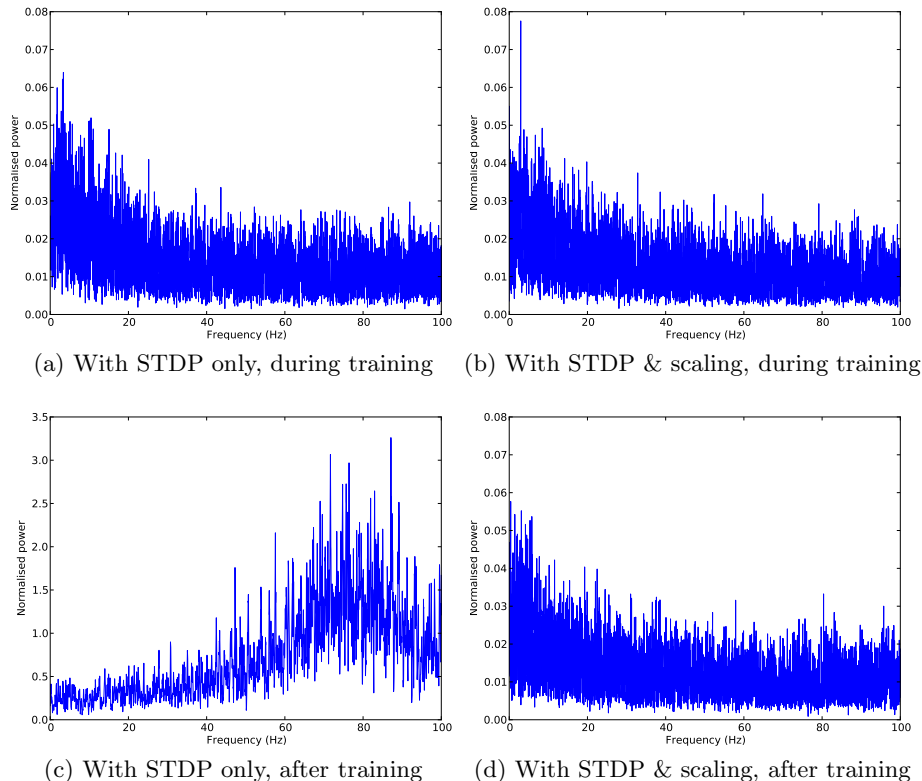 0.08
0.07
0.06
0.05
0.04
0.03
0.02
0.01
0.00
Normalised power
0 20 40 60 80 100
Frequency (Hz)
(a) With STDP only, during training
0.08
0.07
0.06
0.05
0.04
0.03
0.02
0.01
0.00
Normalised power
0 20 40 60 80 100
Frequency (Hz)
(b) With STDP & scaling, during training
3.5
3.0
2.5
2.0
1.5
1.0
0.5
0.0
Normalised power
0 20 40 60 80 100
Frequency (Hz)
(c) With STDP only, after training
0.08
0.07
0.06
0.05
0.04
0.03
0.02
0.01
0.00
Normalised power
0 20 40 60 80 100
Frequency (Hz)
(d) With STDP & scaling, after training